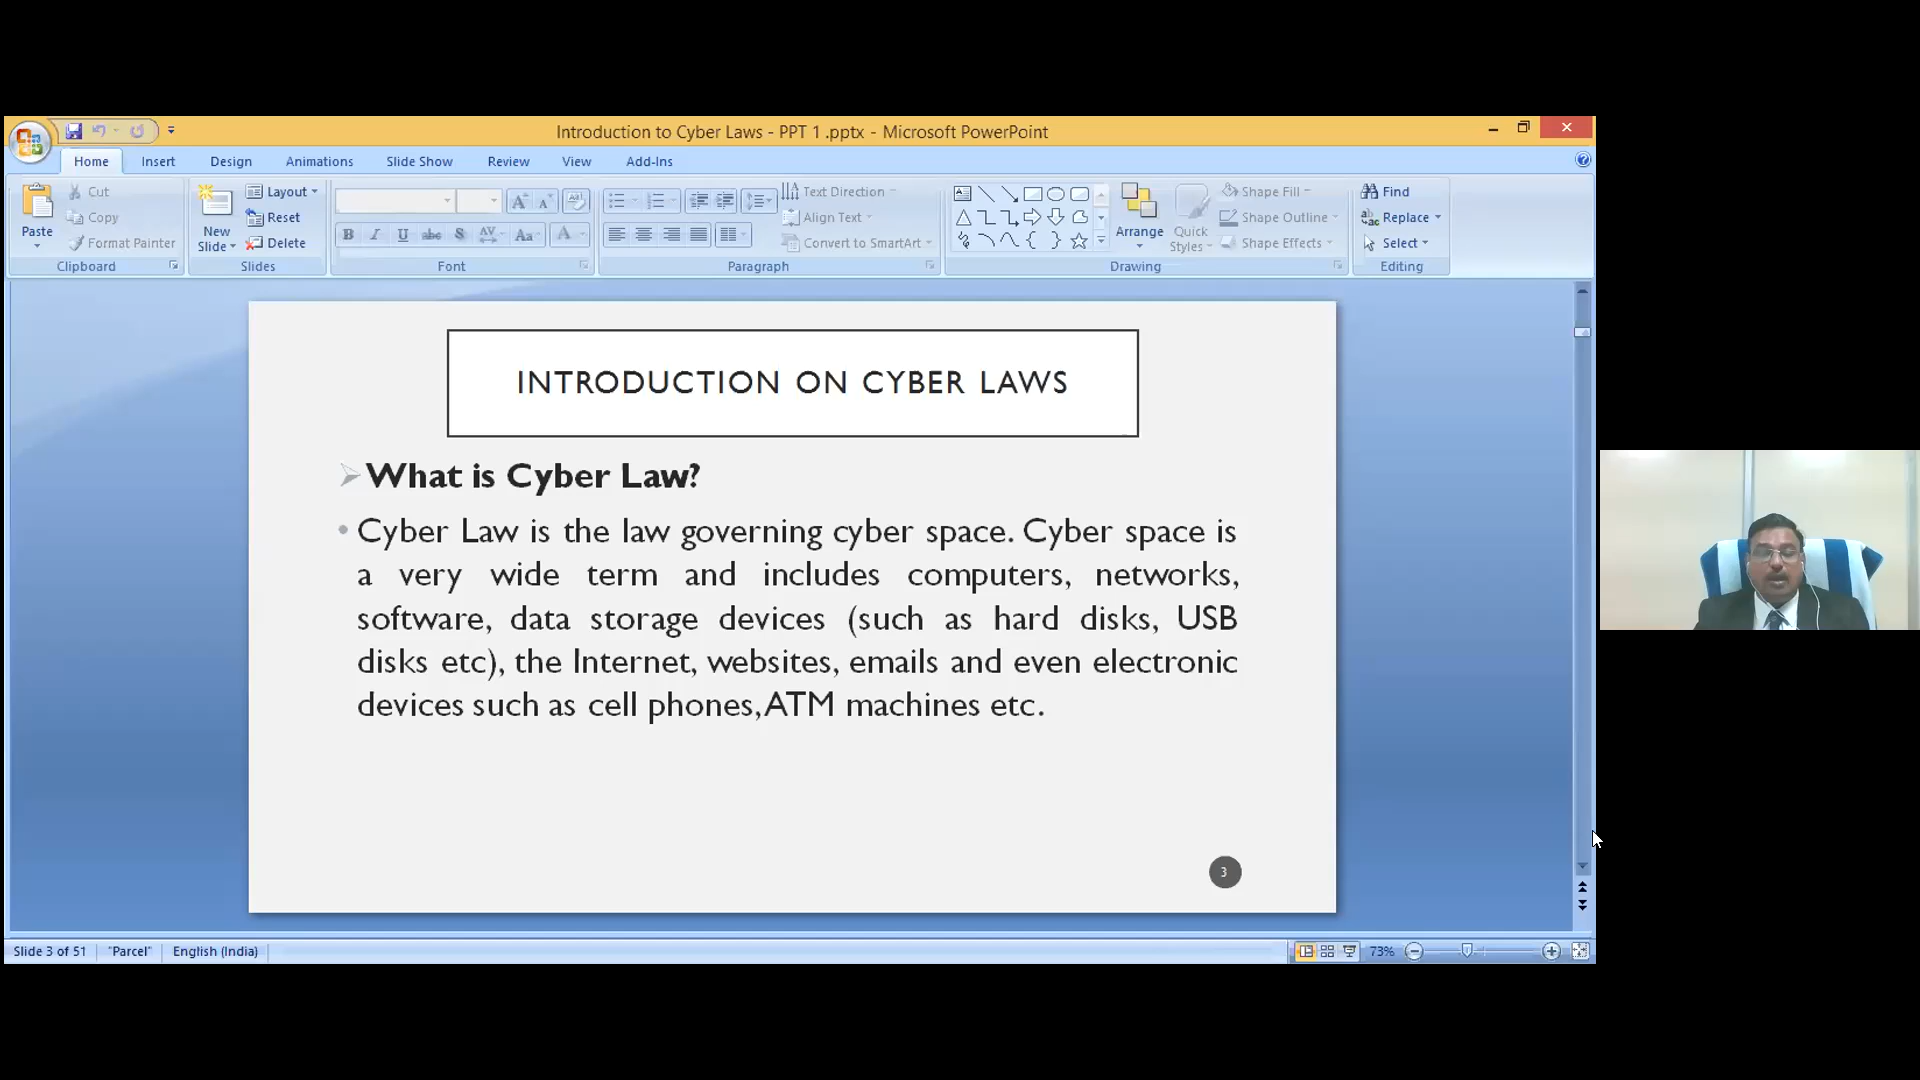 Introduction to Cyber Laws - PPT 1 .pptx - Microsoft PowerPoint
Home Insert Design Animations Slide Show Review View Add-Ins
Cut
Copy
Format Painter
Paste
Clipboard
New Slide
Layout
Reset
Delete
Slides
Font
Text Direction
Align Text
Convert to SmartArt
Paragraph
Arrange
Quick Styles
Shape Fill
Shape Outline
Shape Effects
Drawing
Find
Replace
Select
Editing
INTRODUCTION ON CYBER LAWS
What is Cyber Law?
• Cyber Law is the law governing cyber space. Cyber space is
a very wide term and includes computers, networks,
software, data storage devices (such as hard disks, USB
disks etc), the Internet, websites, emails and even electronic
devices such as cell phones, ATM machines etc.
3
Slide 3 of 51 "Parcel" English (India) 73%